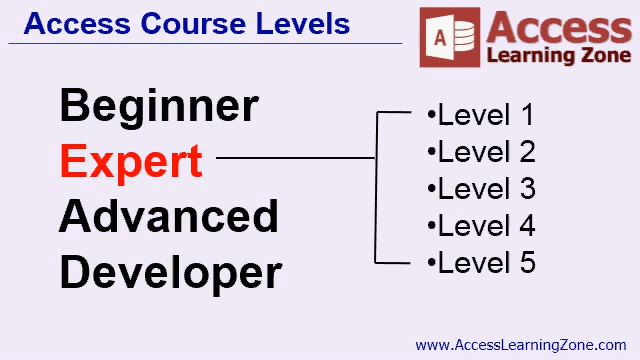 Access Course Levels
A
Access
Learning Zone
Beginner
Expert
Advanced
Developer
•Level 1
•Level 2
•Level 3
•Level 4
•Level 5
www.AccessLearningZone.com